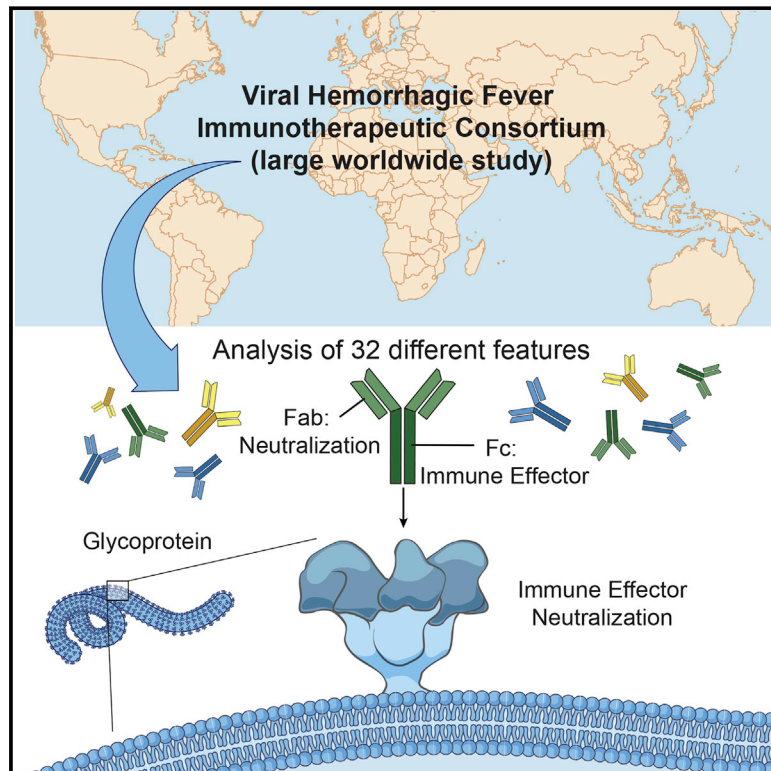 Viral Hemorrhagic Fever
Immunotherapeutic Consortium
(large worldwide study)
Analysis of 32 different features
Fab:
Neutralization
Fc:
Immune Effector
Glycoprotein
Immune Effector
Neutralization